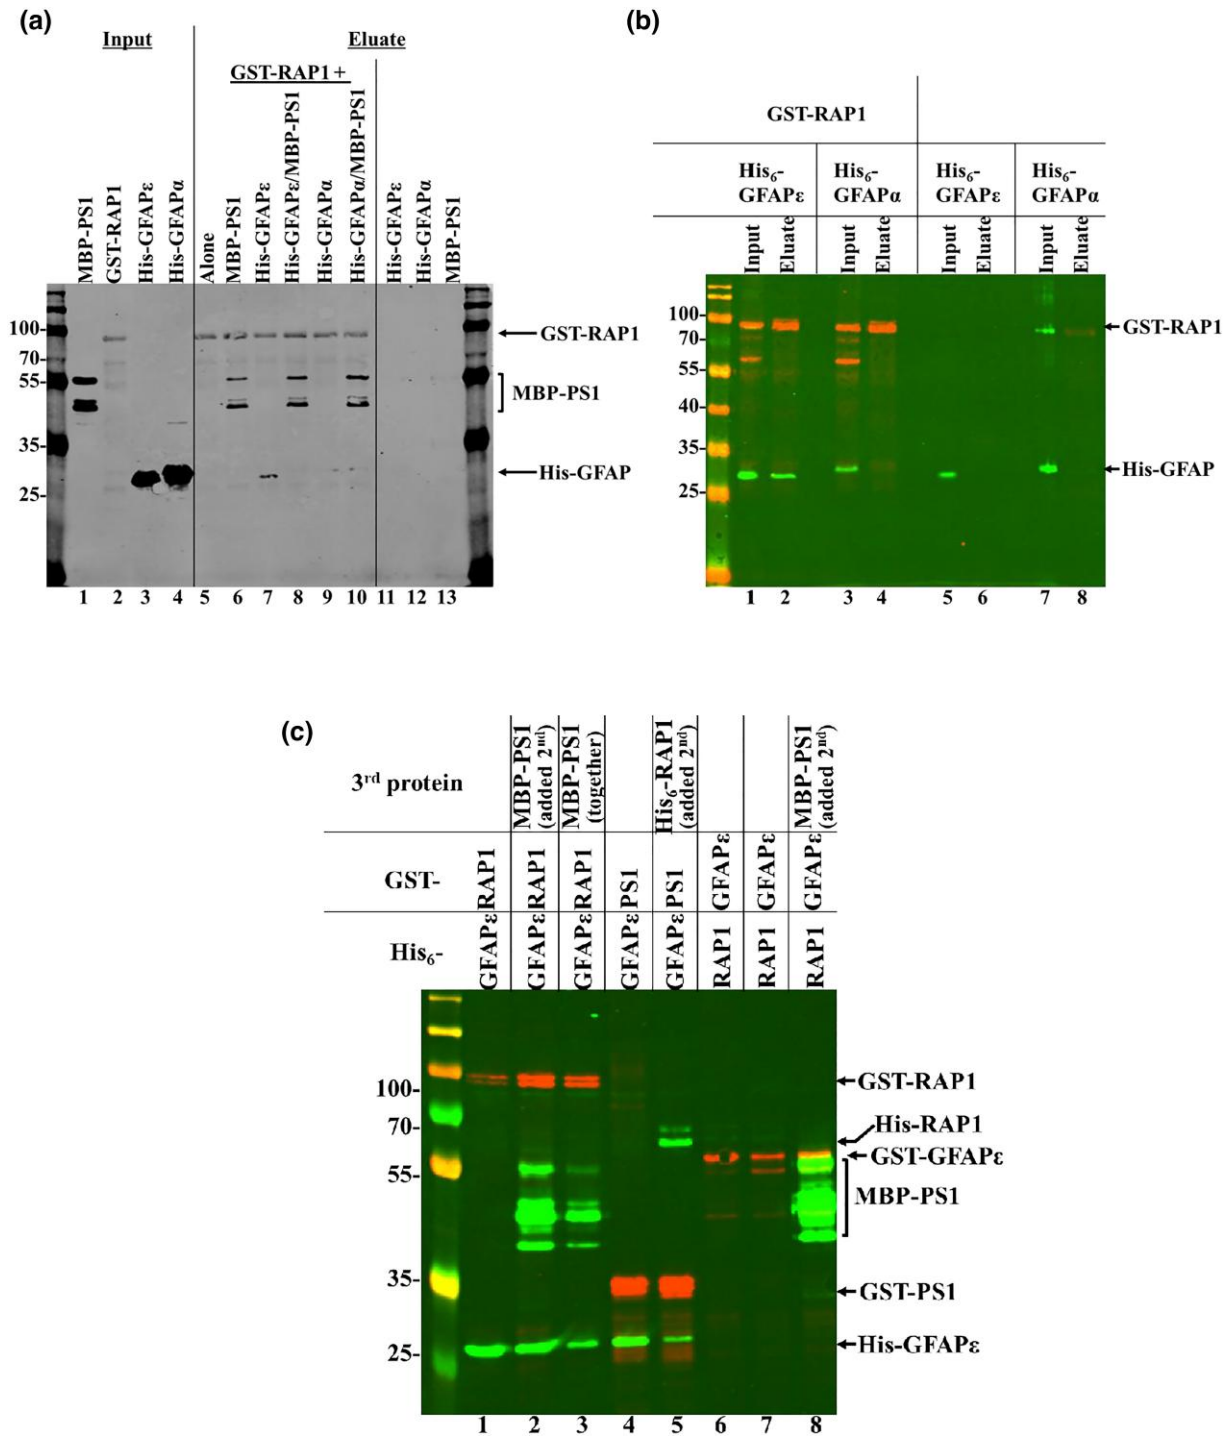 (a)
Input
Eluate
GST-RAP1 +
MBP-PS1
GST-RAP1
His-GFAPε
His-GFAPα
Alone
MBP-PS1
His-GFAPε
His-GFAPε/MBP-PS1
His-GFAPα
His-GFAPα/MBP-PS1
His-GFAPε
His-GFAPα
MBP-PS1
100-
70-
55-
35-
25-
GST-RAP1
MBP-PS1
His-GFAP
1 2 3 4 5 6 7 8 9 10 11 12 13
(b)
GST-RAP1
His6-GFAPε
His6-GFAPα
His6-GFAPε
His6-GFAPα
Input Eluate Input Eluate Input Eluate Input Eluate
100-
70-
55-
40-
35-
25-
GST-RAP1
His-GFAP
1 2 3 4 5 6 7 8
(c)
3rd protein
MBP-PS1 (added 2nd)
MBP-PS1 (together)
His6-RAP1 (added 2nd)
MBP-PS1 (added 2nd)
GST-
RAP1 RAP1 RAP1 PS1 PS1 GFAPε GFAPε GFAPε
His6-
GFAPε GFAPε GFAPε GFAPε GFAPε RAP1 RAP1 RAP1
100-
70-
55-
35-
25-
GST-RAP1
His-RAP1
GST-GFAPε
MBP-PS1
GST-PS1
His-GFAPε
1 2 3 4 5 6 7 8